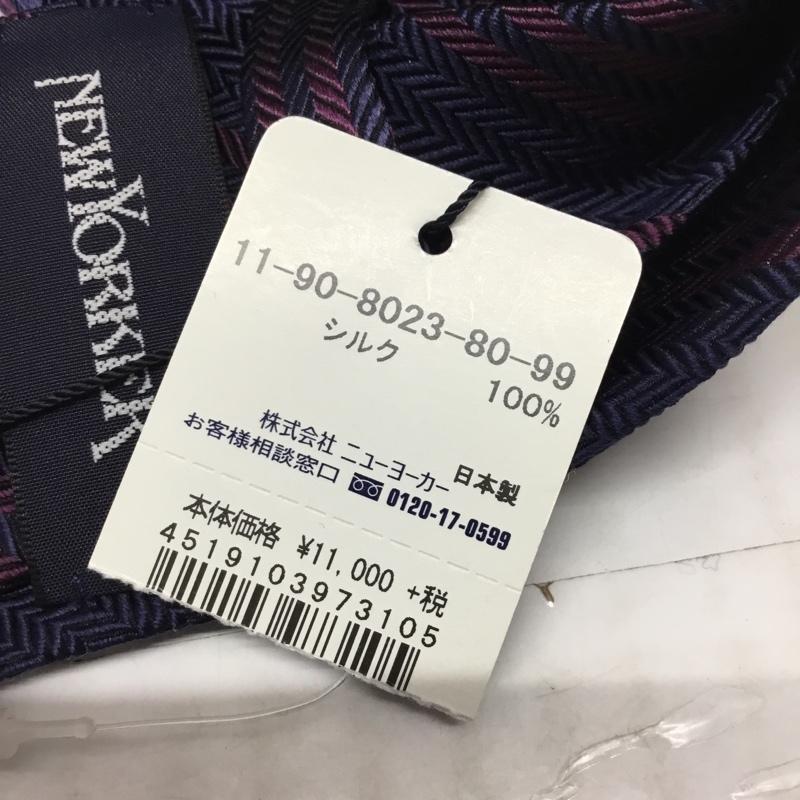 NEWYORKER
11-90-8023-80-99
シルク
100%
株式会社 ニューヨーカー 日本製
お客様相談窓口 0120-17-0599
本体価格 ¥11,000 +税
4519103973105